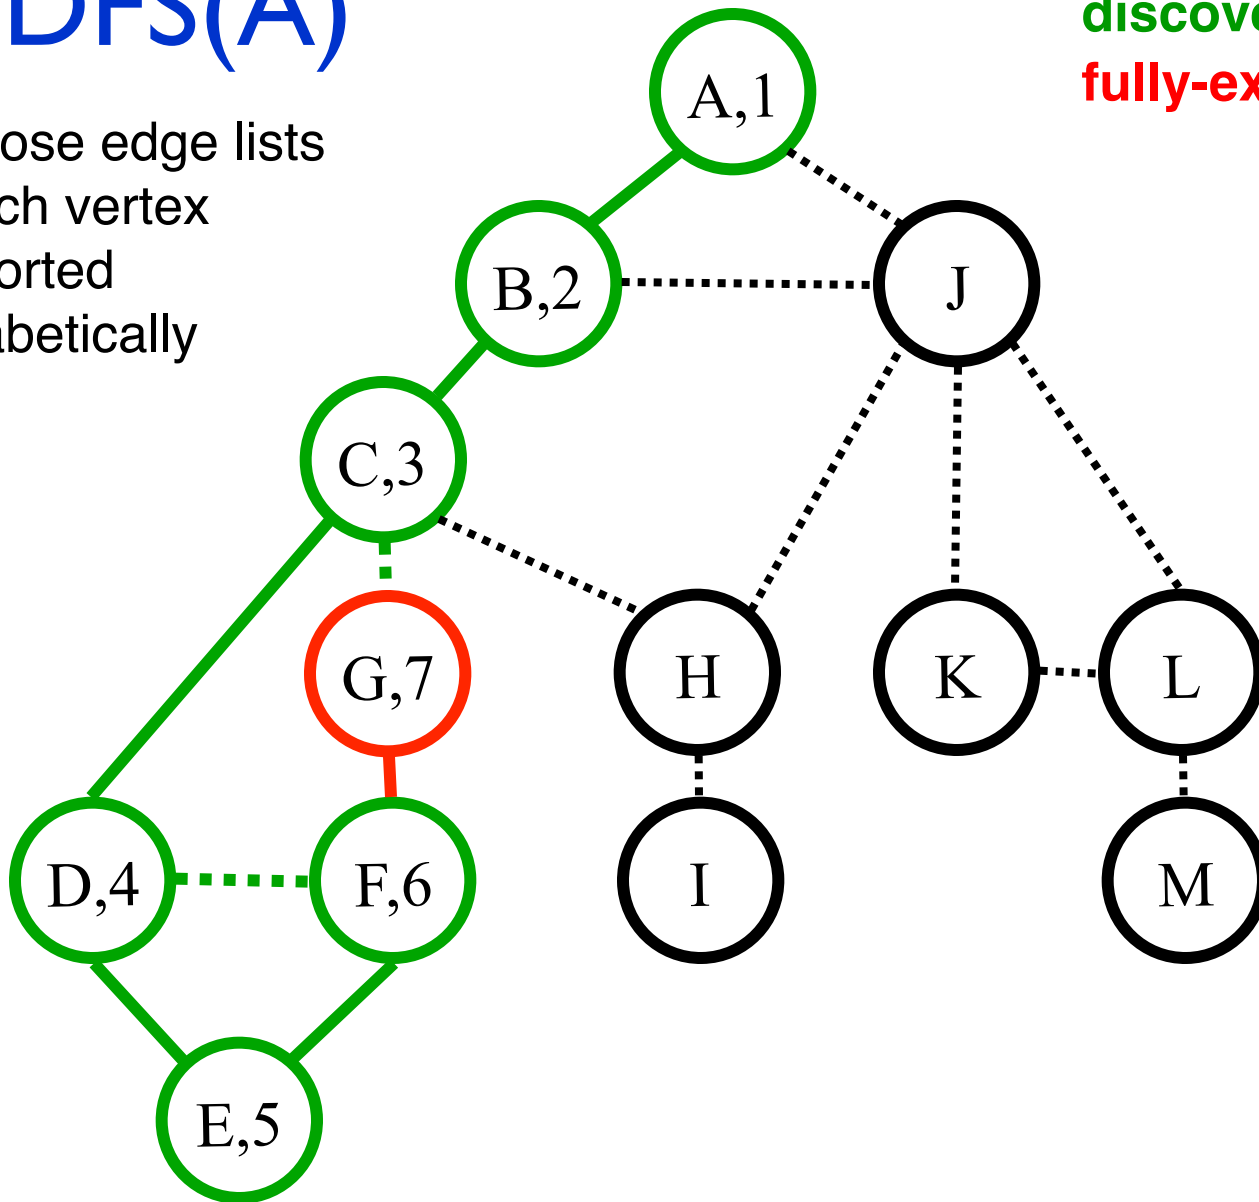 DFS(A)
ose edge lists
ch vertex
orted
abetically
discove
fully-ex
A,1
B,2
J
C,3
G,7
H
K
L
D,4
F,6
I
M
E,5